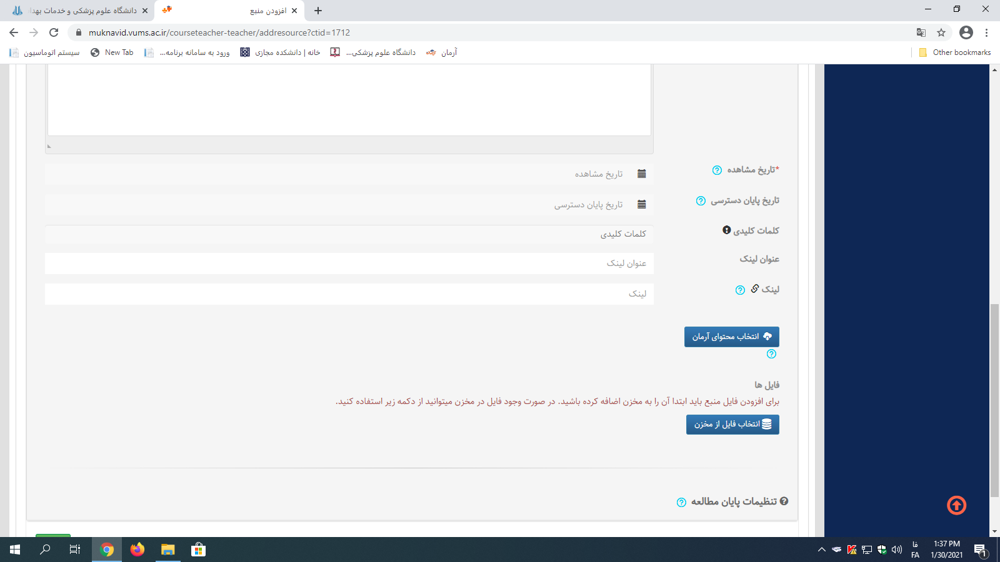 دانشگاه علوم پزشکی و خدمات بهدا
افزودن منبع
muknavid.vums.ac.ir/courseteacher-teacher/addresource?ctid=1712
سیستم اتوماسیون
New Tab
ورود به سامانه برنامه...
خانه | دانشکده مجازی
دانشگاه علوم پزشکی...
آرمان
Other bookmarks
*تاریخ مشاهده
تاریخ مشاهده
تاریخ پایان دسترسی
تاریخ پایان دسترسی
کلمات کلیدی
کلمات کلیدی
عنوان لینک
عنوان لینک
لینک
لینک
انتخاب محتوای آرمان
فایل ها
برای افزودن فایل منبع باید ابتدا آن را به مخزن اضافه کرده باشید. در صورت وجود فایل در مخزن میتوانید از دکمه زیر استفاده کنید.
انتخاب فایل از مخزن
تنظیمات پایان مطالعه
فا
FA
1:37 PM
1/30/2021
1